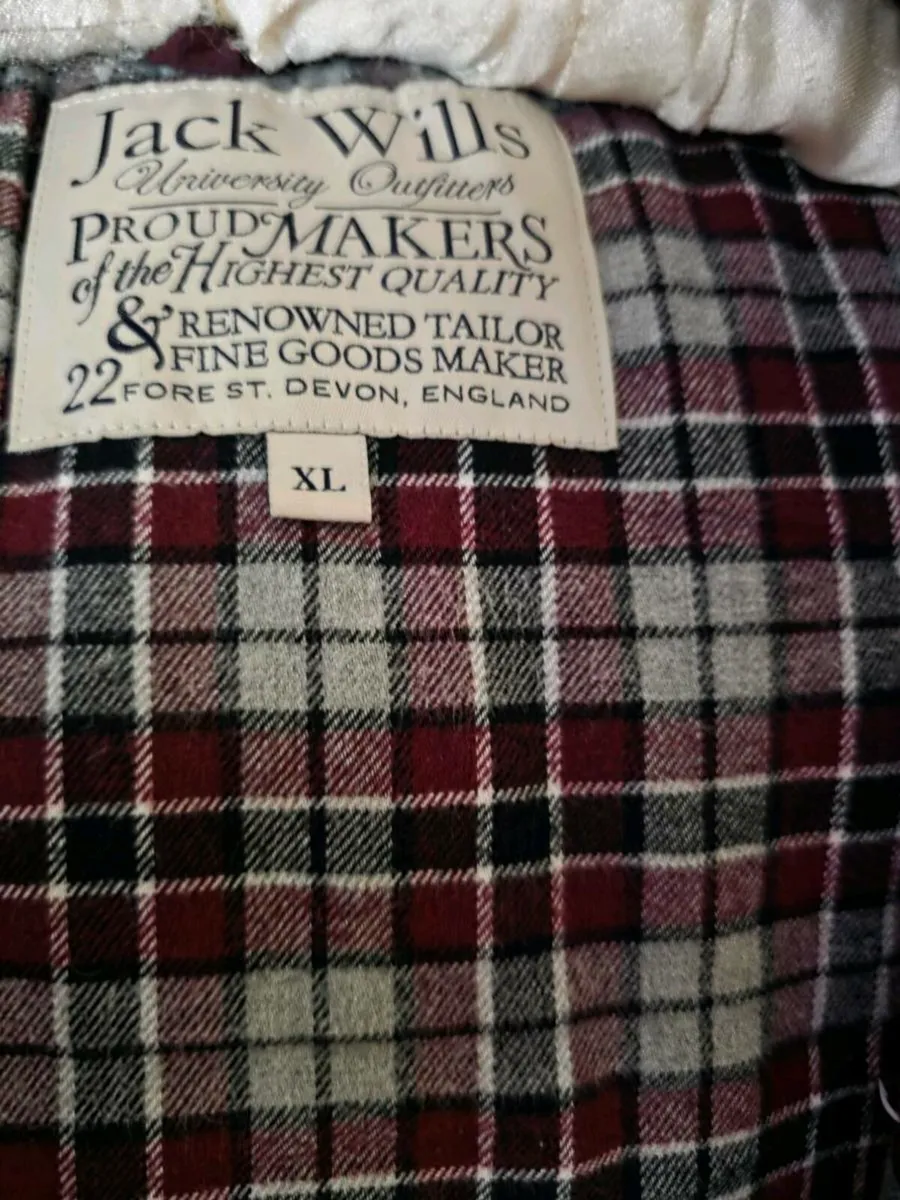 Jack Wills
University Outfitters
PROUD MAKERS
of the HIGHEST QUALITY
& RENOWNED TAILOR
FINE GOODS MAKER
22 FORE ST. DEVON, ENGLAND
XL